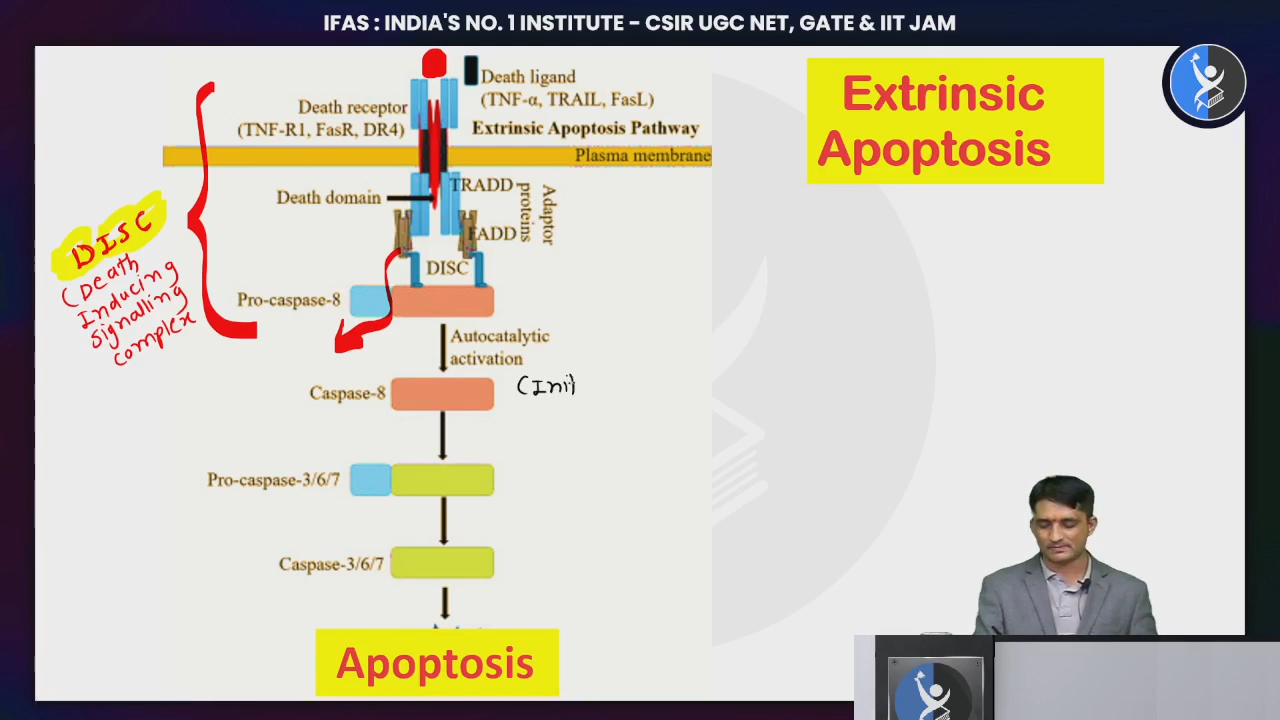 IFAS : INDIA'S NO. 1 INSTITUTE - CSIR UGC NET, GATE & IIT JAM
Extrinsic
Apoptosis
Death ligand
(TNF-α, TRAIL, FasL)
Death receptor
(TNF-R1, FasR, DR4)
Extrinsic Apoptosis Pathway
Plasma membrane
Death domain
TRADD
FADD
Adaptor
proteins
DISC
DISC
(Death
Inducing
signalling
complex
Pro-caspase-8
Autocatalytic
activation
Caspase-8
(Ini)
Pro-caspase-3/6/7
Caspase-3/6/7
Apoptosis